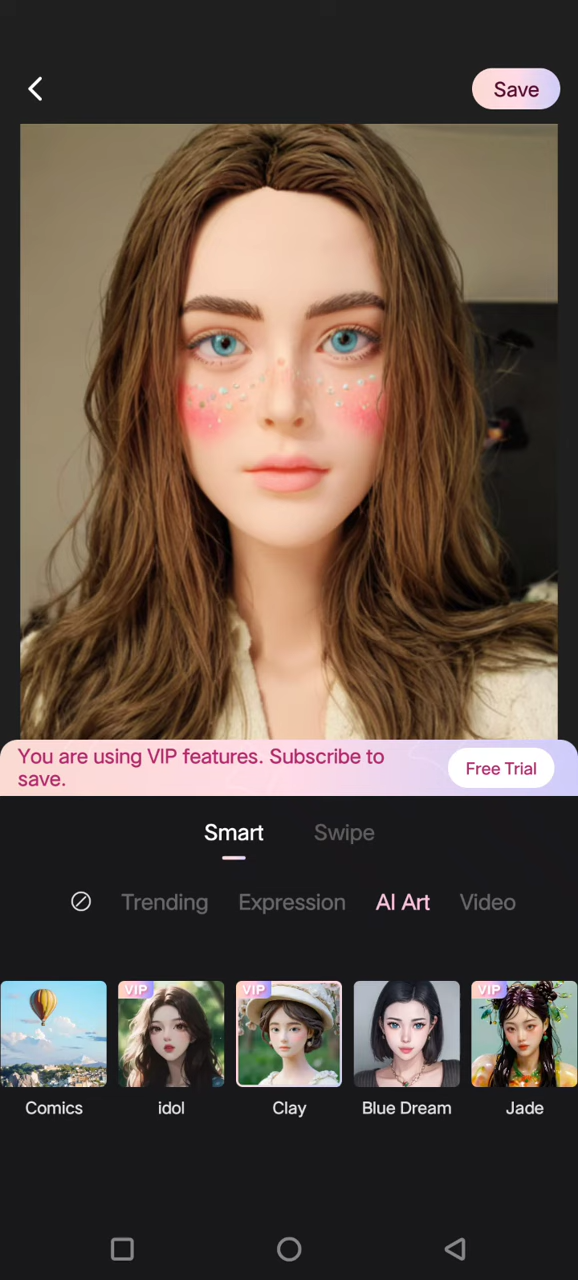 Save
You are using VIP features. Subscribe to
save.
Free Trial
Smart Swipe
Trending Expression AI Art Video
VIP VIP VIP
Comics idol Clay Blue Dream Jade